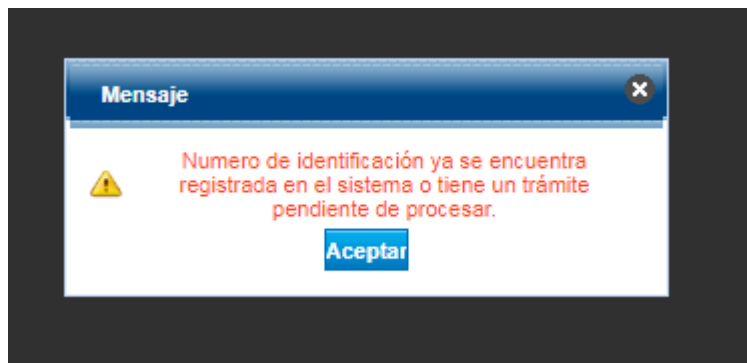 Mensaje
Numero de identificación ya se encuentra
registrada en el sistema o tiene un trámite
pendiente de procesar.
Aceptar